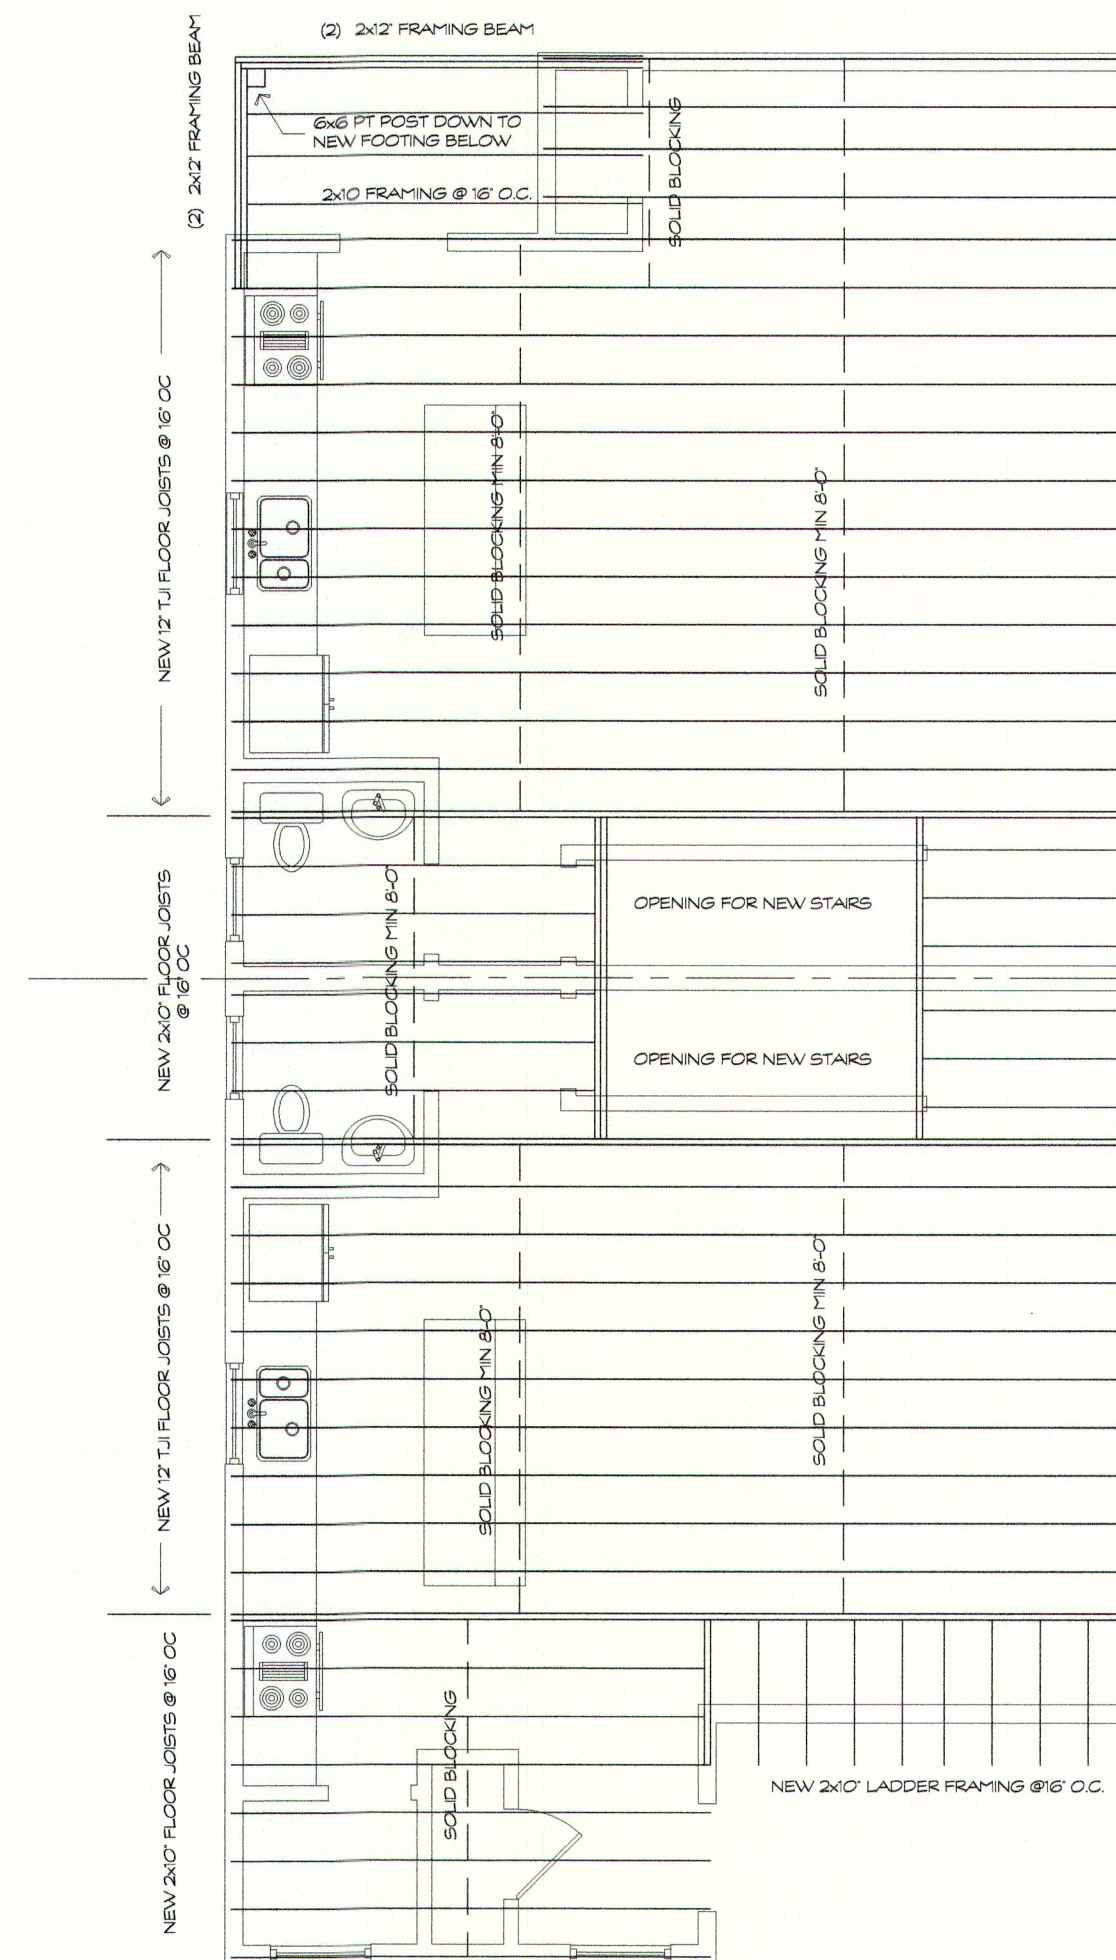 (2) 2x12" FRAMING BEAM
(2) 2x12" FRAMING BEAM
6x6 PT POST DOWN TO
NEW FOOTING BELOW
2x10 FRAMING @ 16" O.C.
SOLID BLOCKING
NEW 12" TJI FLOOR JOISTS @ 16" OC
SOLID BLOCKING MIN 8'-0"
SOLID BLOCKING MIN 8'-0"
NEW 2x10" FLOOR JOISTS
@ 16" OC
SOLID BLOCKING MIN 8'-0"
OPENING FOR NEW STAIRS
OPENING FOR NEW STAIRS
NEW 12" TJI FLOOR JOISTS @ 16" OC
SOLID BLOCKING MIN 8'-0"
SOLID BLOCKING MIN 8'-0"
NEW 2x10" FLOOR JOISTS @ 16" OC
SOLID BLOCKING
NEW 2x10" LADDER FRAMING @16" O.C.